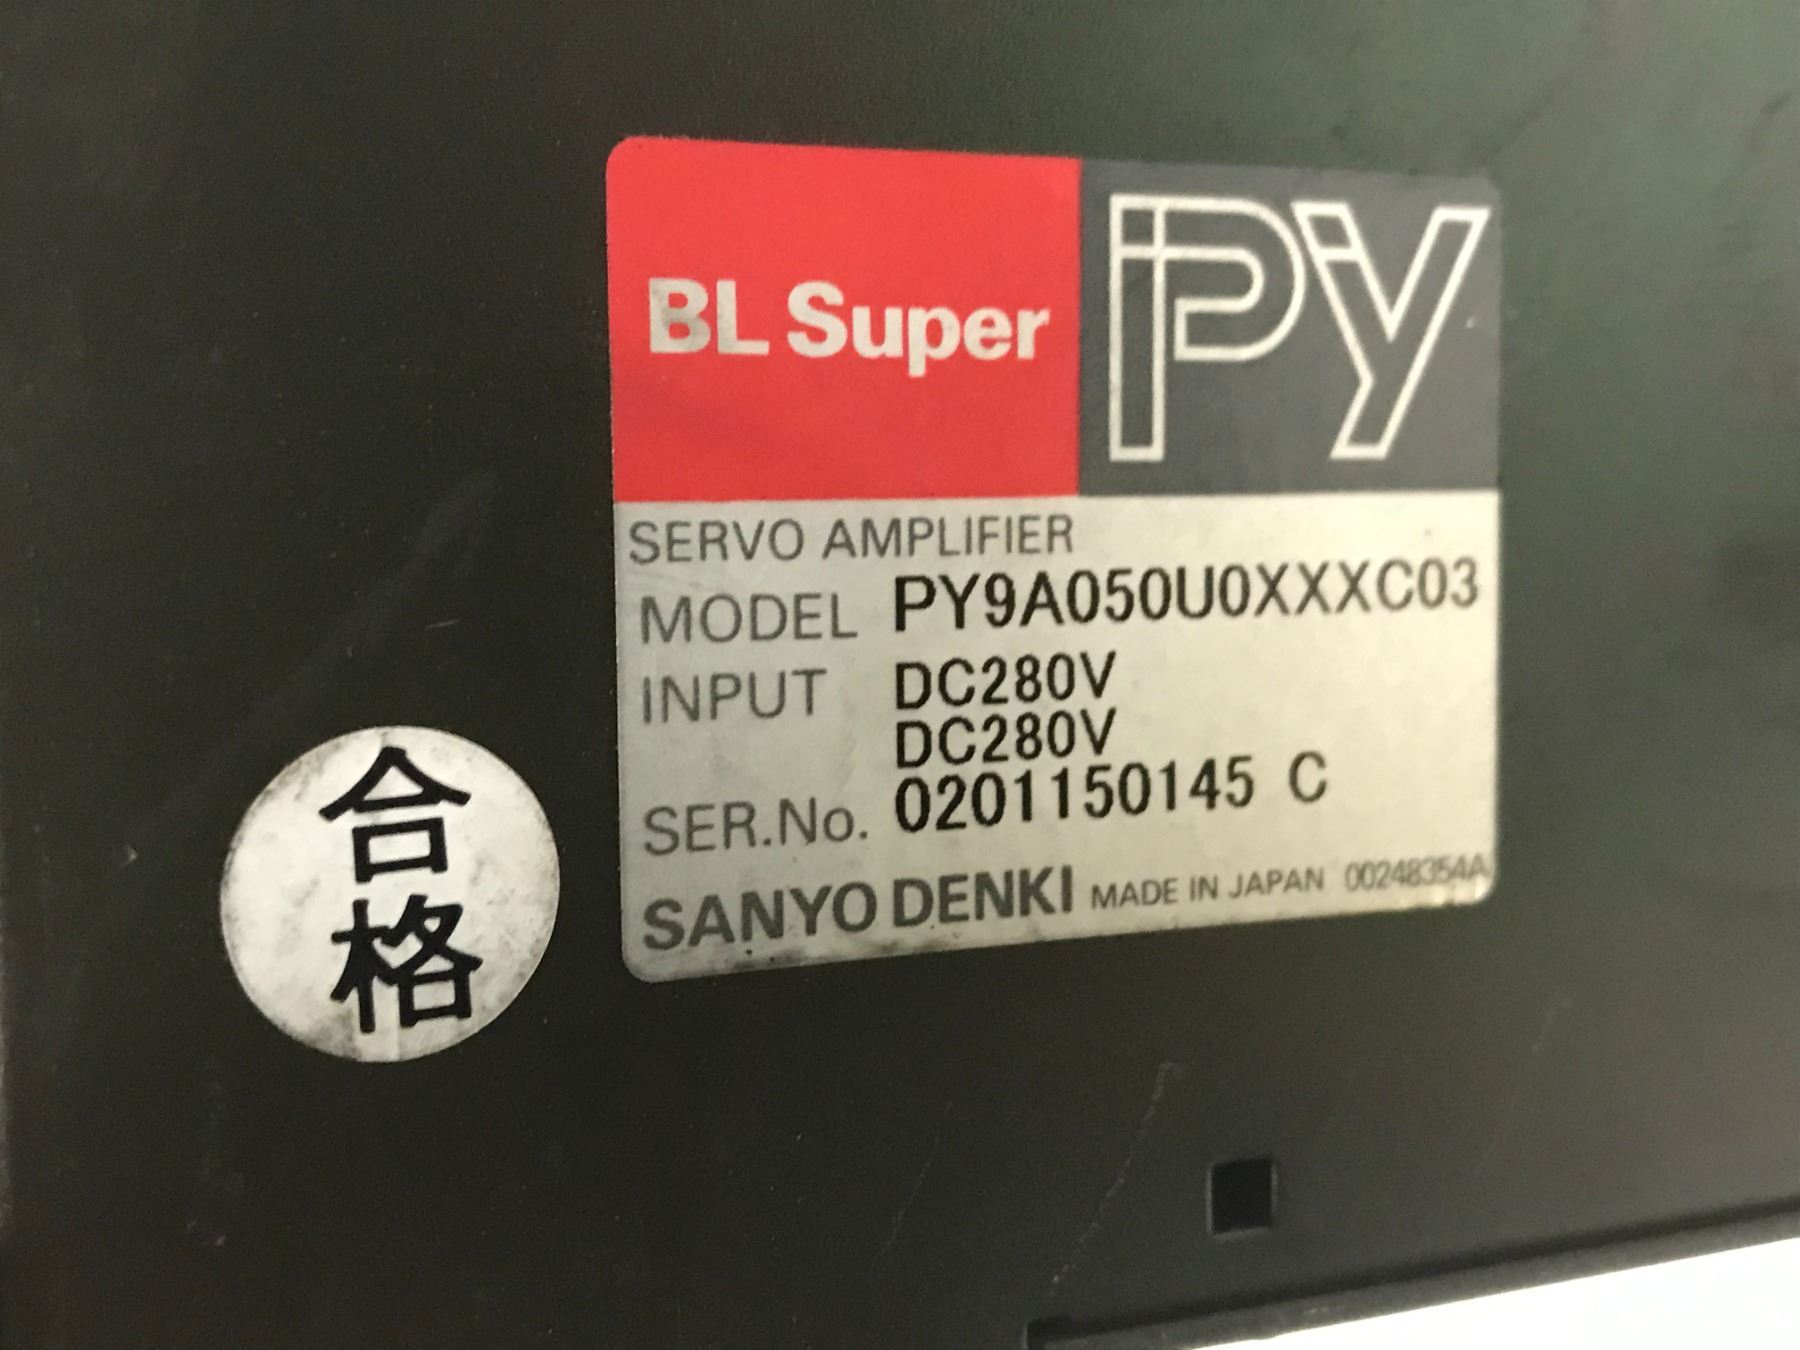 BL Super PY
SERVO AMPLIFIER
MODEL PY9A050U0XXXC03
INPUT DC280V
DC280V
SER.No. 0201150145 C
SANYO DENKI MADE IN JAPAN 00248354A
合
格